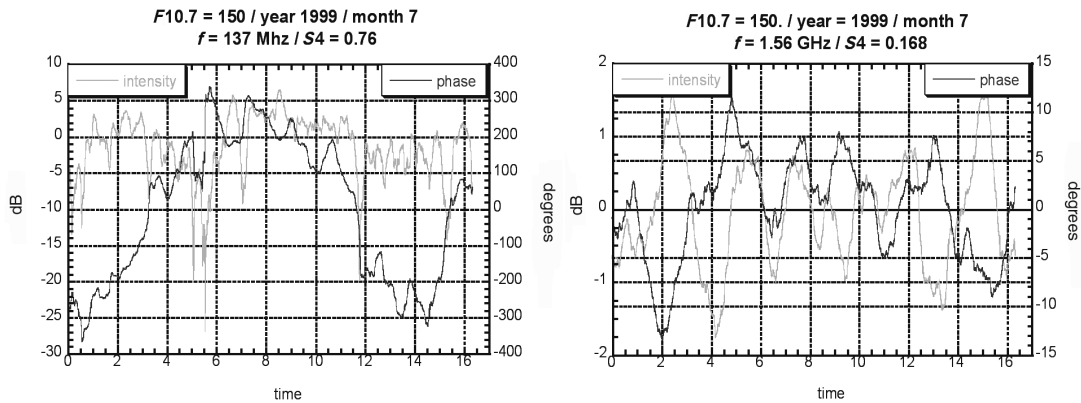 F10.7 = 150 / year 1999 / month 7
f = 137 Mhz / S4 = 0.76
intensity
phase
10
5
0
-5
-10
-15
-20
-25
-30
dB
400
300
200
100
0
-100
-200
-300
-400
degrees
0 2 4 6 8 10 12 14 16
time
F10.7 = 150. / year = 1999 / month 7
f = 1.56 GHz / S4 = 0.168
intensity
phase
2
1
0
-1
-2
dB
15
10
5
0
-5
-10
-15
degrees
0 2 4 6 8 10 12 14 16
time